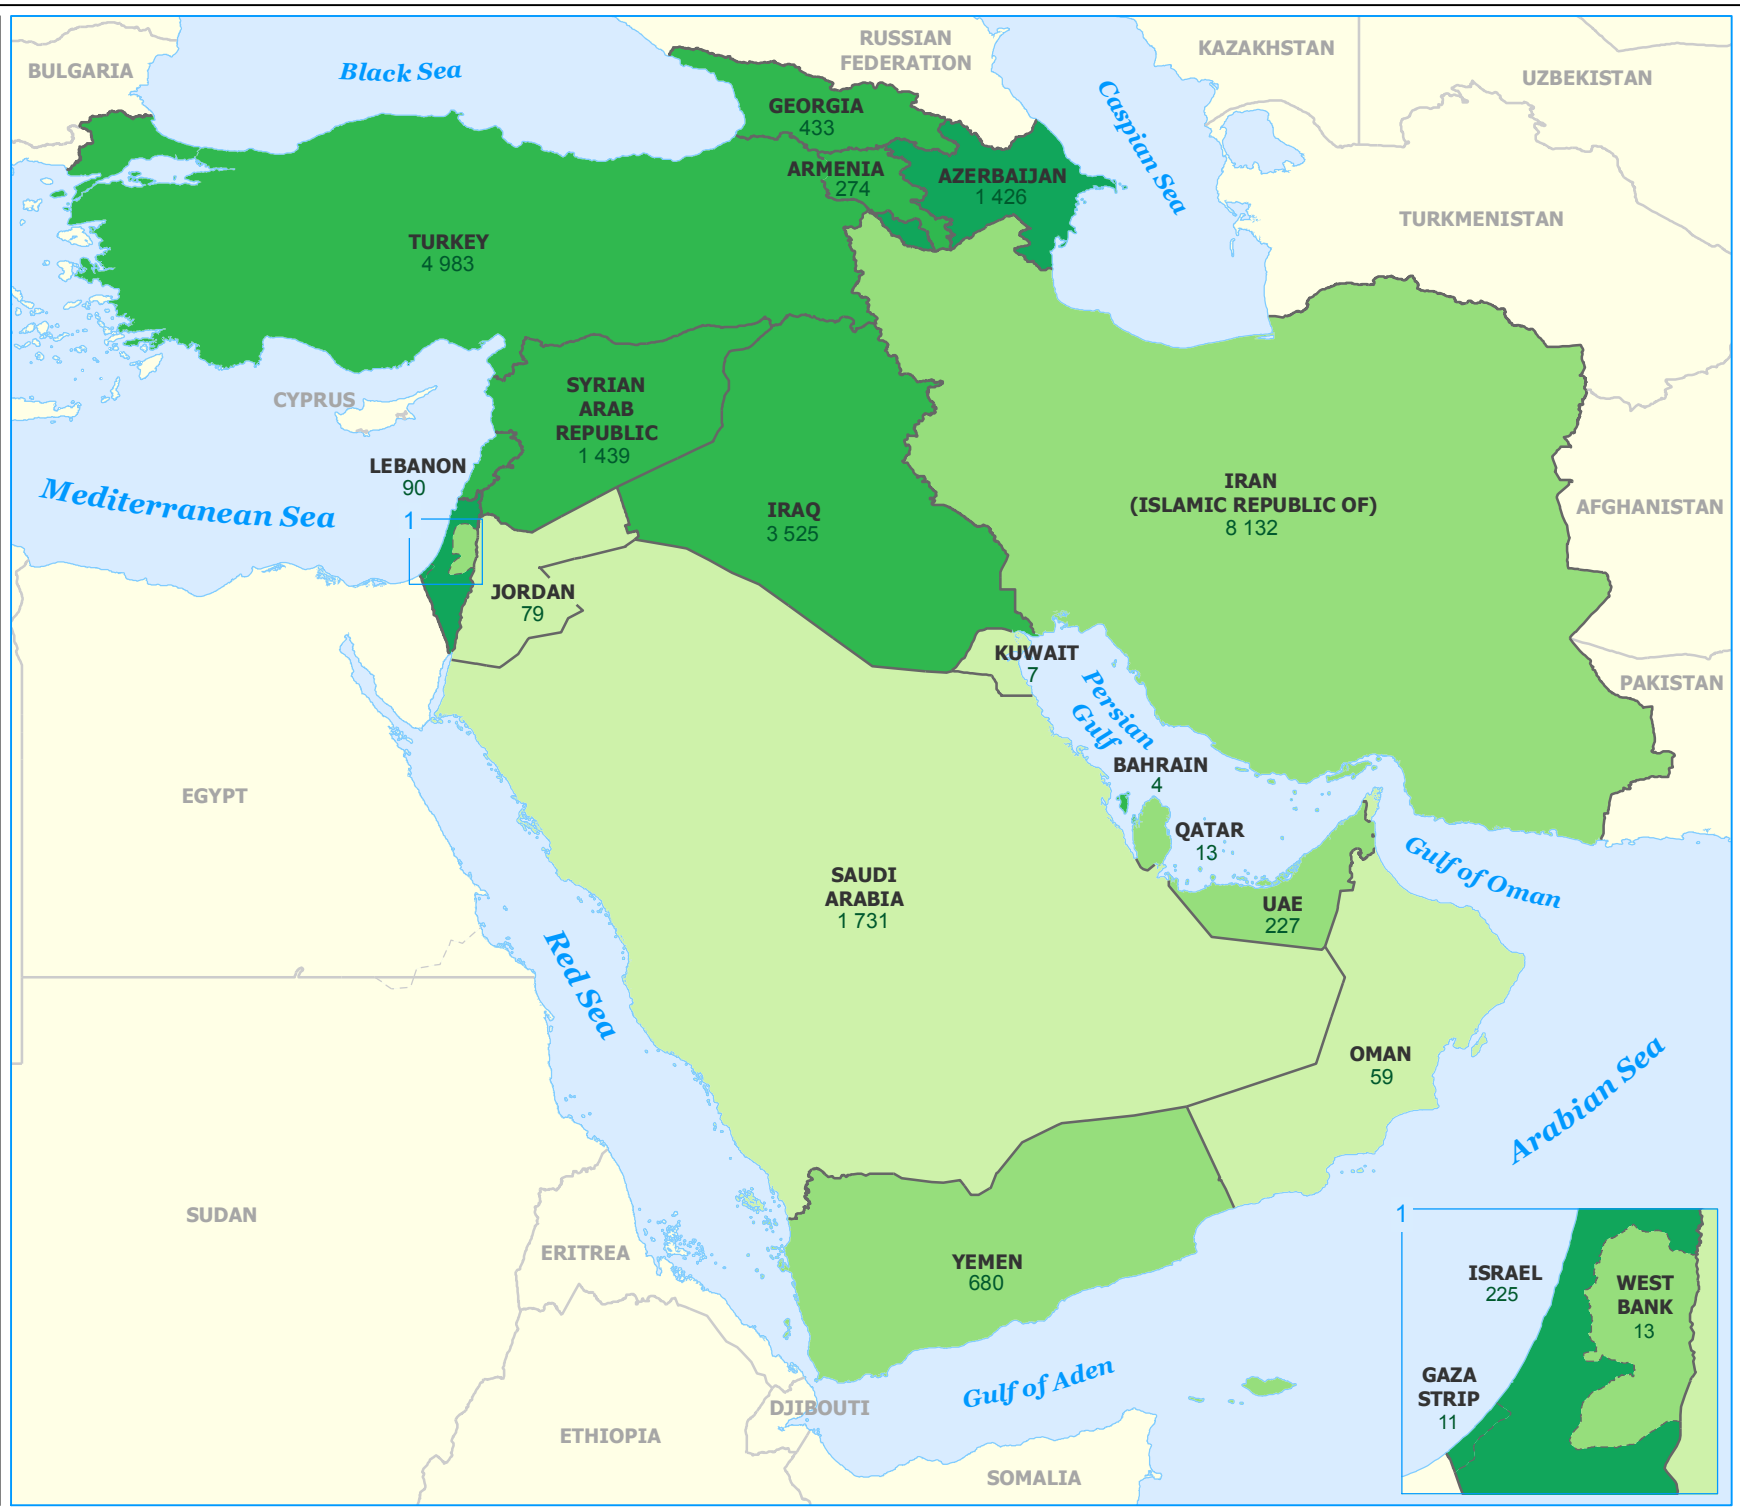 BULGARIA
Black Sea
RUSSIAN
FEDERATION
KAZAKHSTAN
UZBEKISTAN
Caspian Sea
GEORGIA
433
ARMENIA
274
AZERBAIJAN
1 426
TURKMENISTAN
TURKEY
4 983
CYPRUS
SYRIAN
ARAB
REPUBLIC
1 439
LEBANON
90
Mediterranean Sea
1
IRAQ
3 525
IRAN
(ISLAMIC REPUBLIC OF)
8 132
AFGHANISTAN
JORDAN
79
KUWAIT
7
PAKISTAN
Persian
Gulf
BAHRAIN
4
EGYPT
QATAR
13
Gulf of Oman
SAUDI
ARABIA
1 731
UAE
227
Red Sea
OMAN
59
Arabian Sea
SUDAN
ERITREA
YEMEN
680
1
ISRAEL
225
WEST
BANK
13
GAZA
STRIP
11
Gulf of Aden
DJIBOUTI
ETHIOPIA
SOMALIA